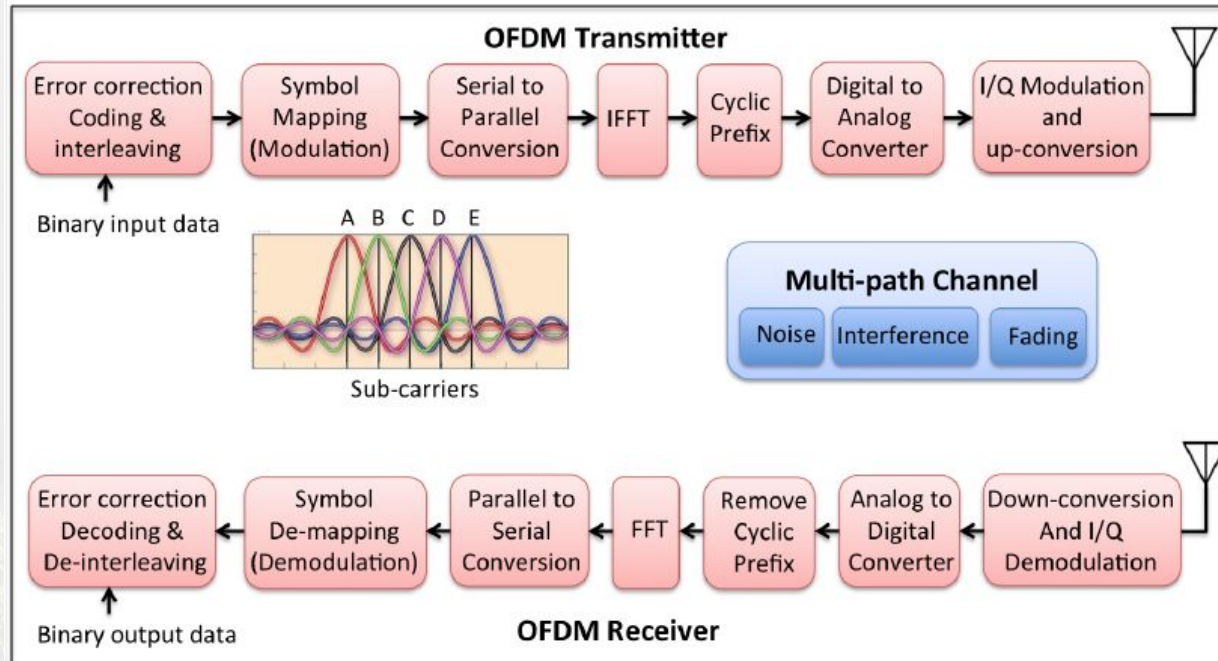 OFDM Transmitter
Error correction
Coding &
interleaving
Symbol
Mapping
(Modulation)
Serial to
Parallel
Conversion
IFFT
Cyclic
Prefix
Digital to
Analog
Converter
I/Q Modulation
and
up-conversion
Binary input data
A B C D E
Sub-carriers
Multi-path Channel
Noise
Interference
Fading
Error correction
Decoding &
De-interleaving
Symbol
De-mapping
(Demodulation)
Parallel to
Serial
Conversion
FFT
Remove
Cyclic
Prefix
Analog to
Digital
Converter
Down-conversion
And I/Q
Demodulation
Binary output data
OFDM Receiver